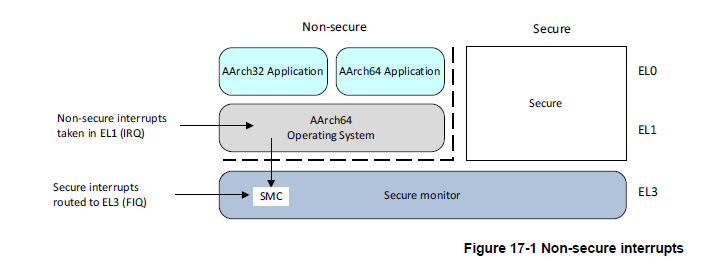 Non-secure
Secure
AArch32 Application
AArch64 Application
EL0
Secure
Non-secure interrupts
taken in EL1 (IRQ)
AArch64
Operating System
EL1
Secure interrupts
routed to EL3 (FIQ)
SMC
Secure monitor
EL3
Figure 17-1 Non-secure interrupts